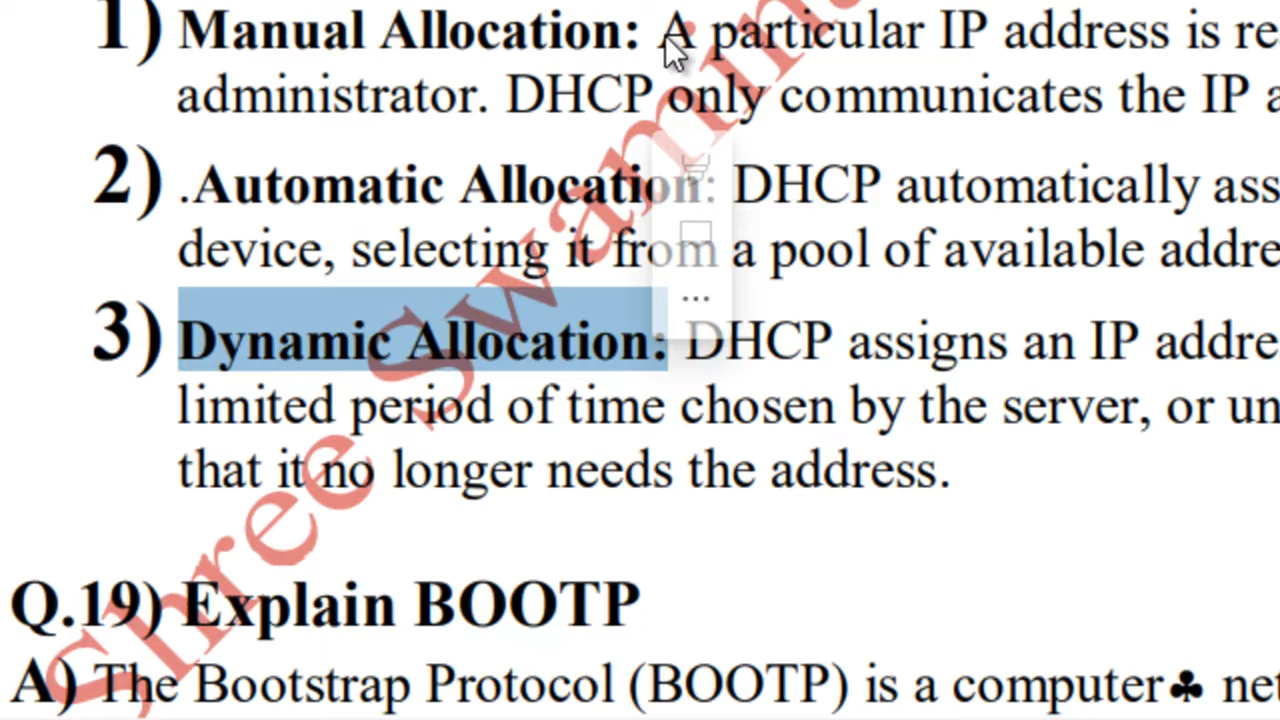 1) Manual Allocation: A particular IP address is re
administrator. DHCP only communicates the IP a
2) .Automatic Allocation: DHCP automatically ass
device, selecting it from a pool of available addre
3) Dynamic Allocation: DHCP assigns an IP addre
limited period of time chosen by the server, or un
that it no longer needs the address.
Q.19) Explain BOOTP
A) The Bootstrap Protocol (BOOTP) is a computer♣ net
Shree Swamina